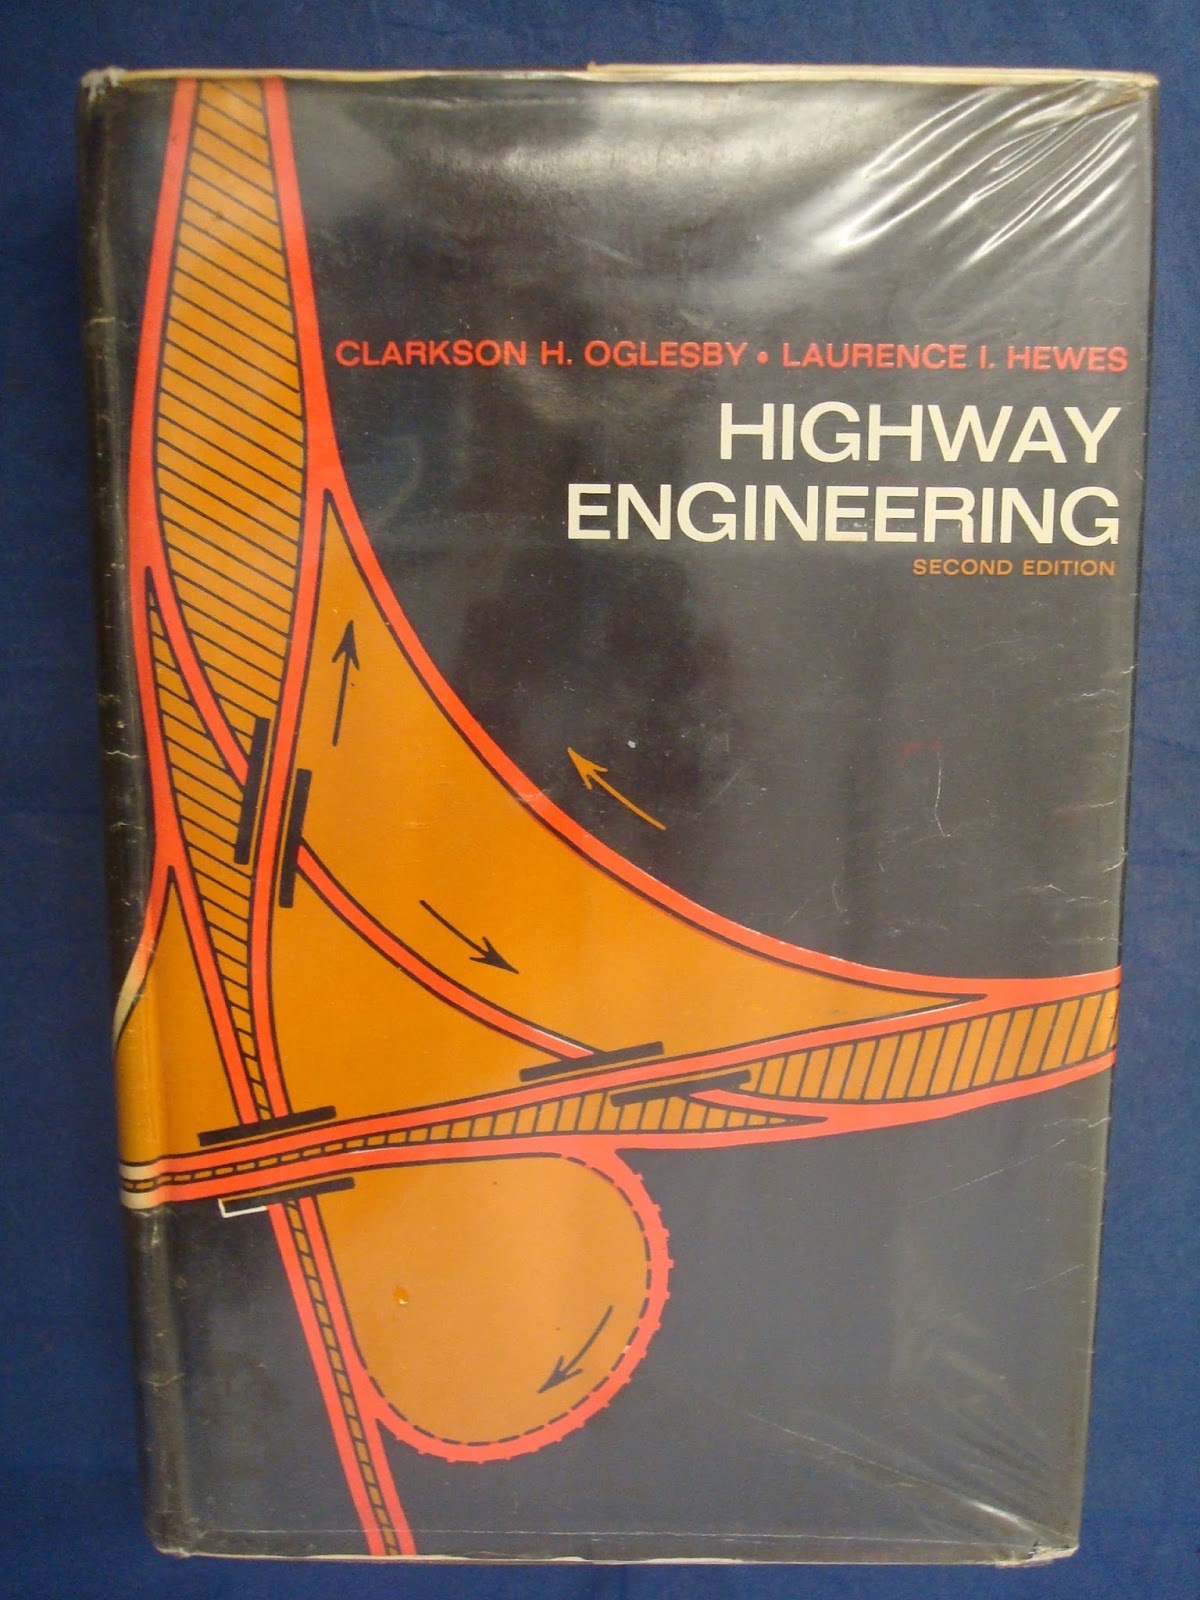 CLARKSON H. OGLESBY • LAURENCE I. HEWES
HIGHWAY
ENGINEERING
SECOND EDITION